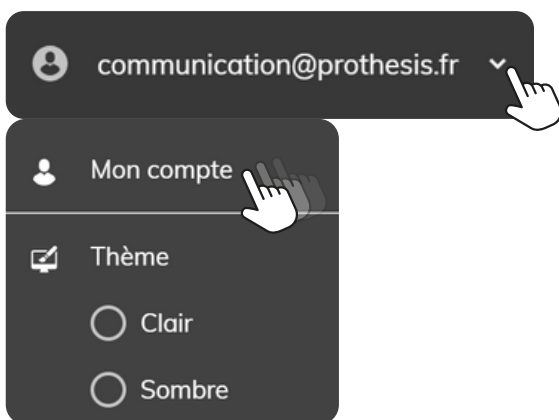 communication@prothesis.fr
Mon compte
Thème
Clair
Sombre